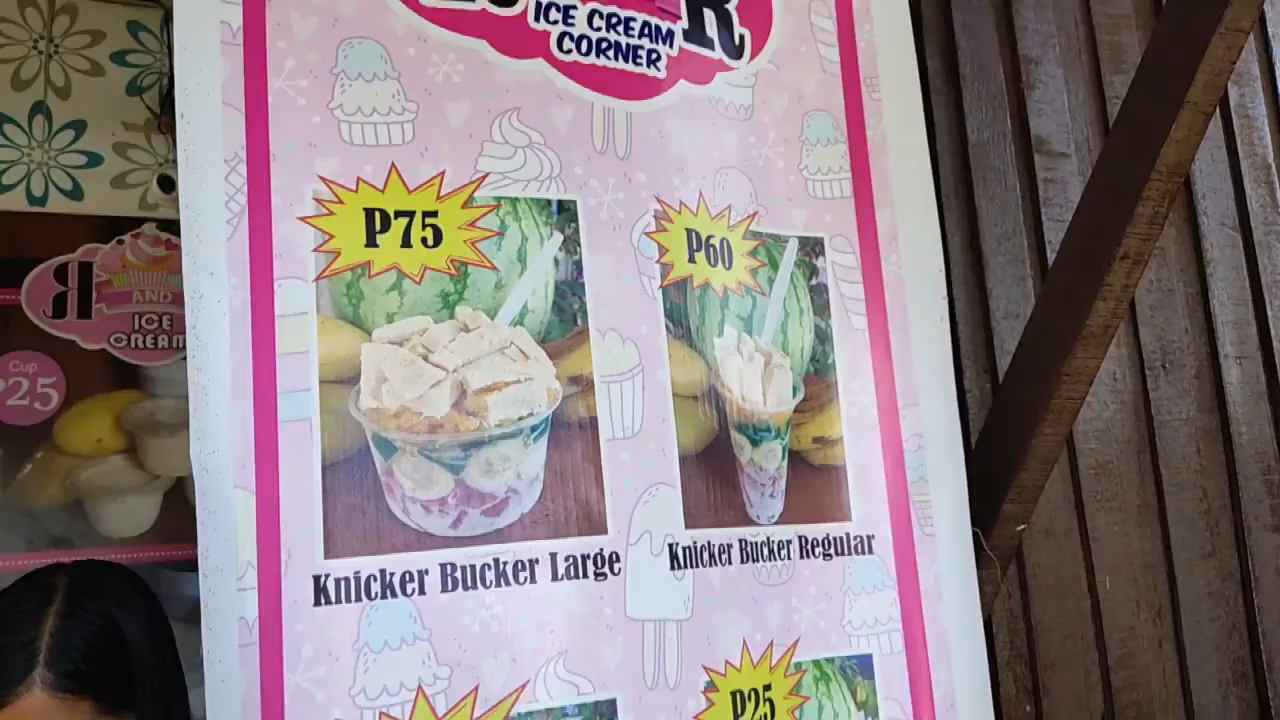 R
ICE CREAM
CORNER
P75
P60
Knicker Bucker Large
Knicker Bucker Regular
P25
AND
ICE
CREAM
Cup
25